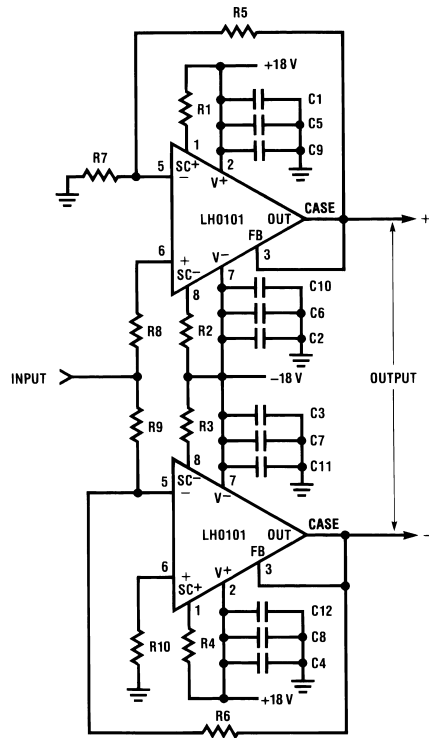 R5
+18 V
R1
C1
C5
C9
1
R7
5
SC+
2
−
V+
LH0101
OUT
CASE
+
FB
3
6
+
SC−
V−
7
8
C10
C6
C2
R8
R2
INPUT
−18 V
OUTPUT
R9
R3
C3
C7
C11
8
5
SC−
7
−
V−
LH0101
OUT
CASE
−
FB
3
6
+
SC+
V+
1
2
C12
C8
C4
R10
R4
+18 V
R6